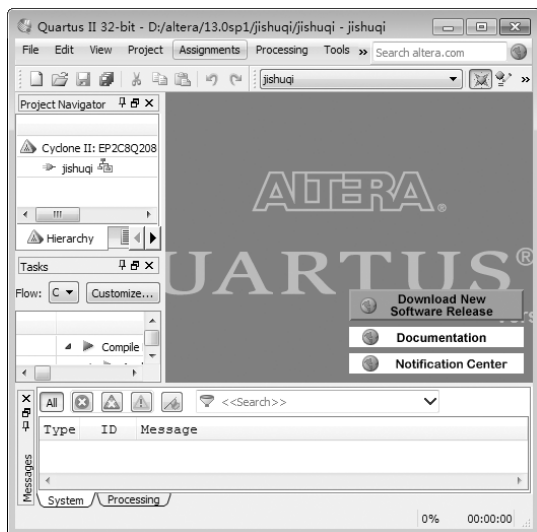 Quartus II 32-bit - D:/altera/13.0sp1/jishuqi/jishuqi - jishuqi
File Edit View Project Assignments Processing Tools » Search altera.com
jishuqi »
Project Navigator
Cyclone II: EP2C8Q208
jishuqi
Hierarchy
Tasks
Flow: C Customize...
Compile
ALTERA®
QUARTUS®
Download New
Software Release
Documentation
Notification Center
All <<Search>>
Type ID Message
Messages
System Processing
0% 00:00:00